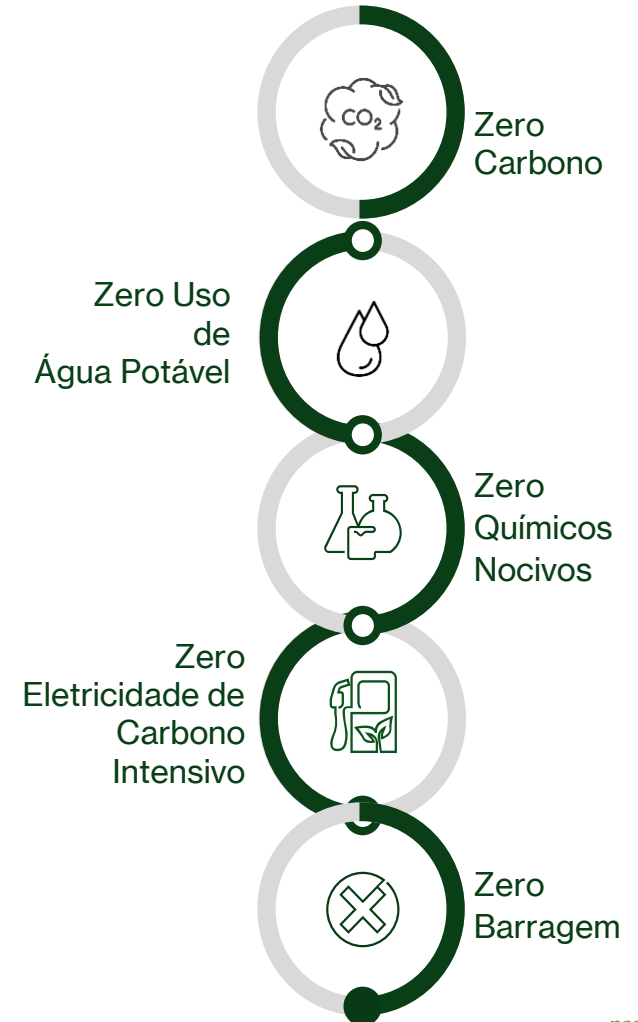 CO₂
Zero
Carbono
Zero Uso
de
Água Potável
Zero
Químicos
Nocivos
Zero
Eletricidade de
Carbono
Intensivo
Zero
Barragem